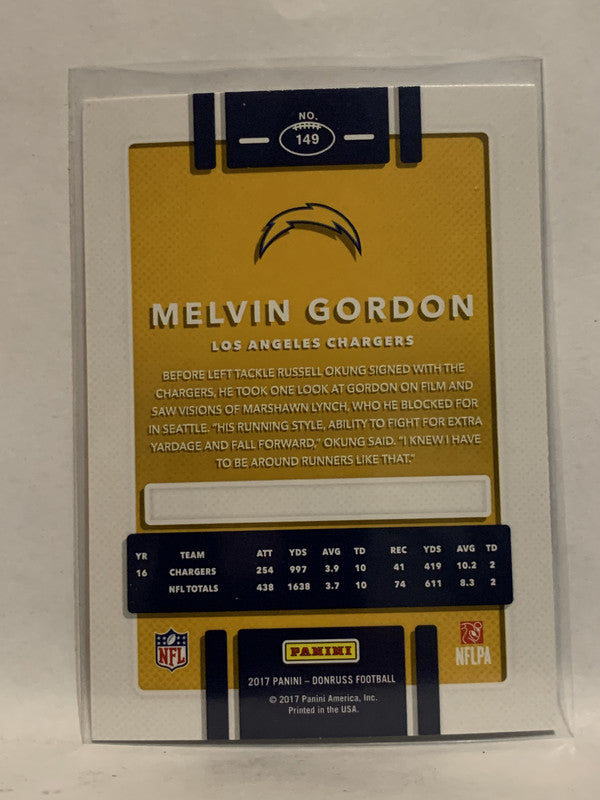 NO.
149
MELVIN GORDON
LOS ANGELES CHARGERS
BEFORE LEFT TACKLE RUSSELL OKUNG SIGNED WITH THE
CHARGERS, HE TOOK ONE LOOK AT GORDON ON FILM AND
SAW VISIONS OF MARSHAWN LYNCH, WHO HE BLOCKED FOR
IN SEATTLE. "HIS RUNNING STYLE, ABILITY TO FIGHT FOR EXTRA
YARDAGE AND FALL FORWARD," OKUNG SAID. "I KNEW I HAVE
TO BE AROUND RUNNERS LIKE THAT."
YR TEAM ATT YDS AVG TD REC YDS AVG TD
16 CHARGERS 254 997 3.9 10 41 419 10.2 2
NFL TOTALS 438 1638 3.7 10 74 611 8.3 2
NFL
PANINI
NFLPA
2017 PANINI – DONRUSS FOOTBALL
© 2017 Panini America, Inc.
Printed in the USA.